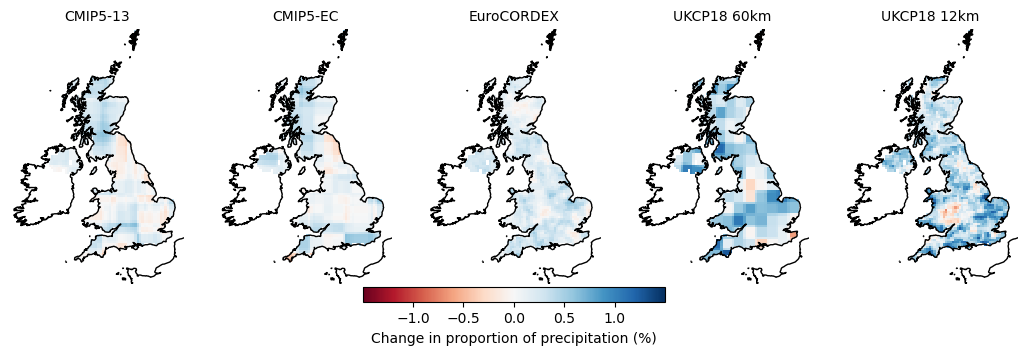 CMIP5-13 CMIP5-EC EuroCORDEX UKCP18 60km UKCP18 12km
−1.0 −0.5 0.0 0.5 1.0
Change in proportion of precipitation (%)